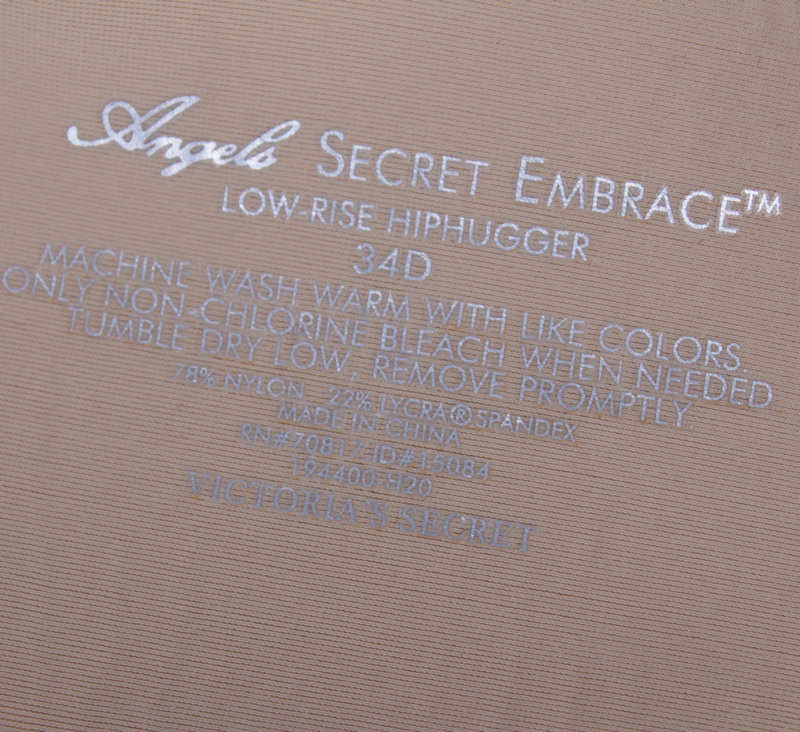 Angels SECRET EMBRACE™
LOW-RISE HIPHUGGER
34D
MACHINE WASH WARM WITH LIKE COLORS.
ONLY NON-CHLORINE BLEACH WHEN NEEDED.
TUMBLE DRY LOW, REMOVE PROMPTLY.
78% NYLON 22% LYCRA® SPANDEX
MADE IN CHINA
RN#70817 ID#15084
194400-H20
VICTORIA'S SECRET